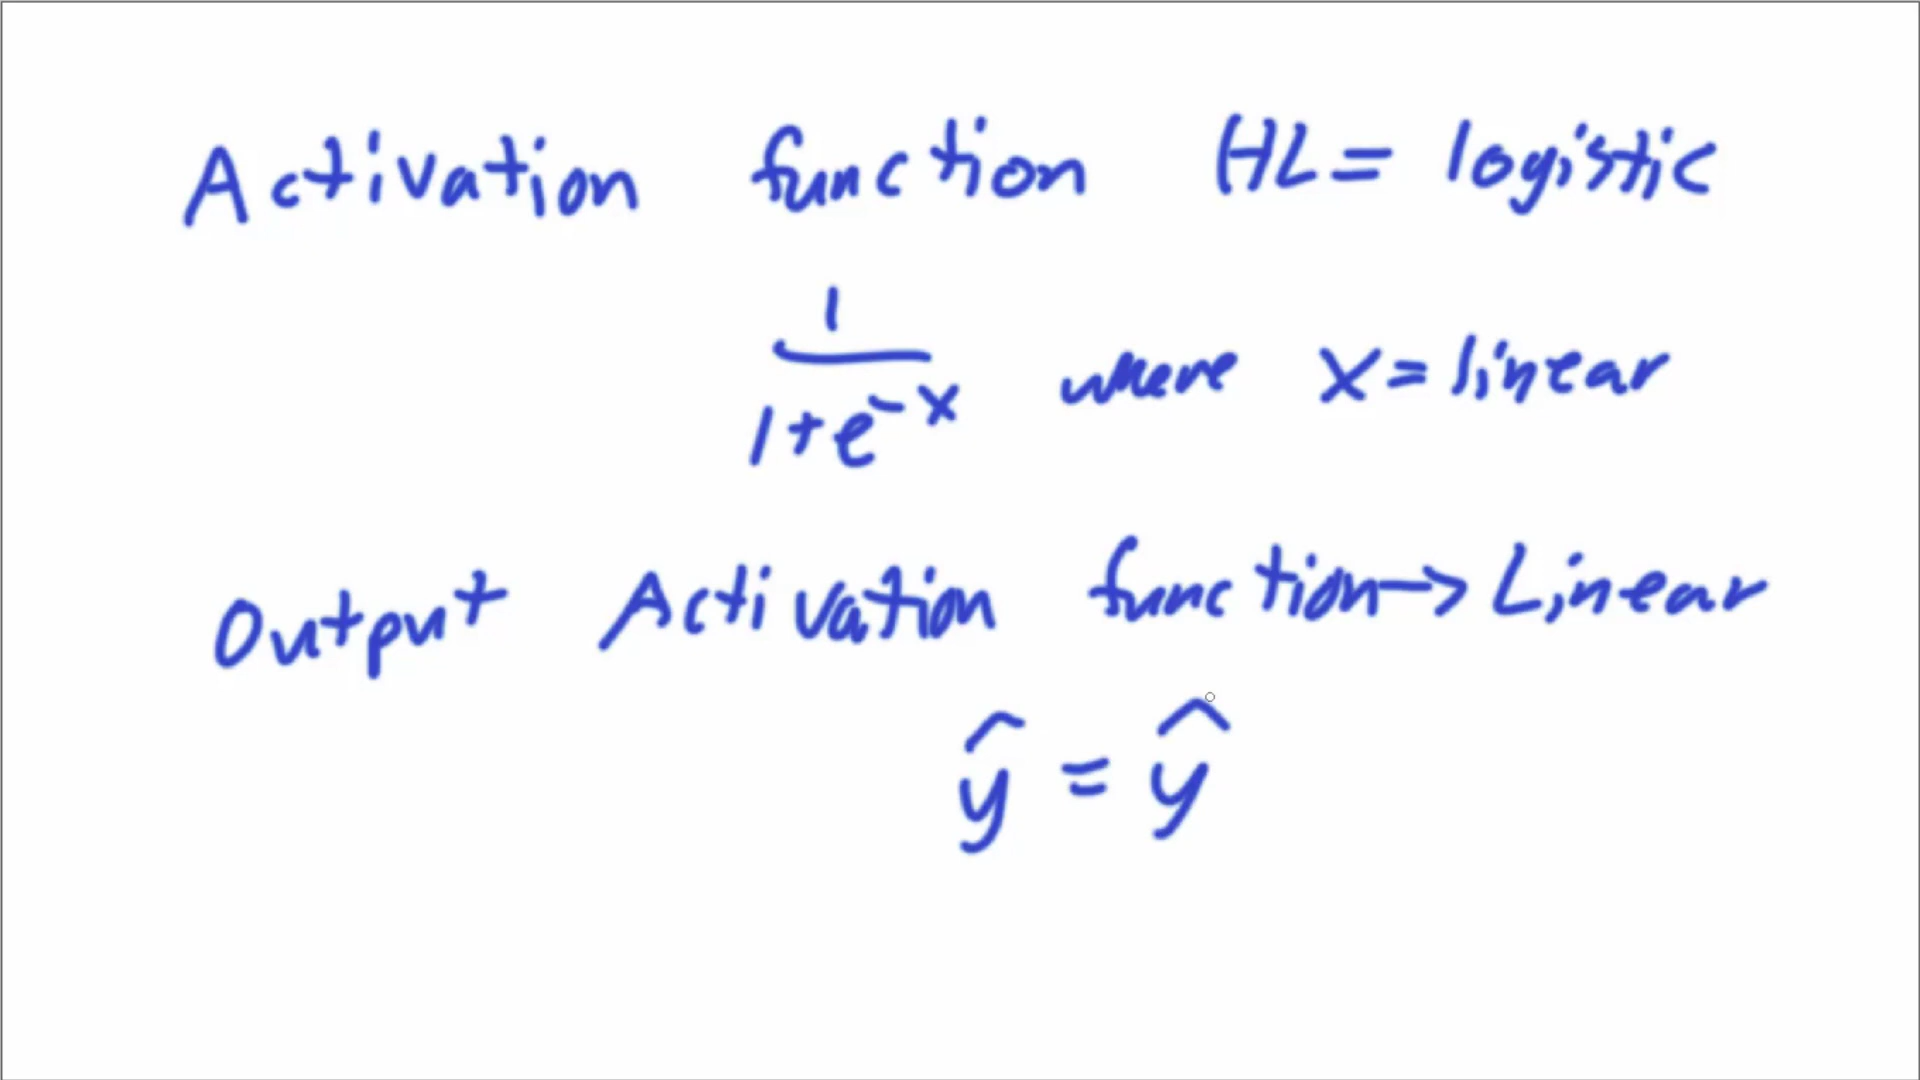 Activation function HL = logistic
1
1+e^-x where x = linear
Output Activation function → Linear
ŷ = ŷ